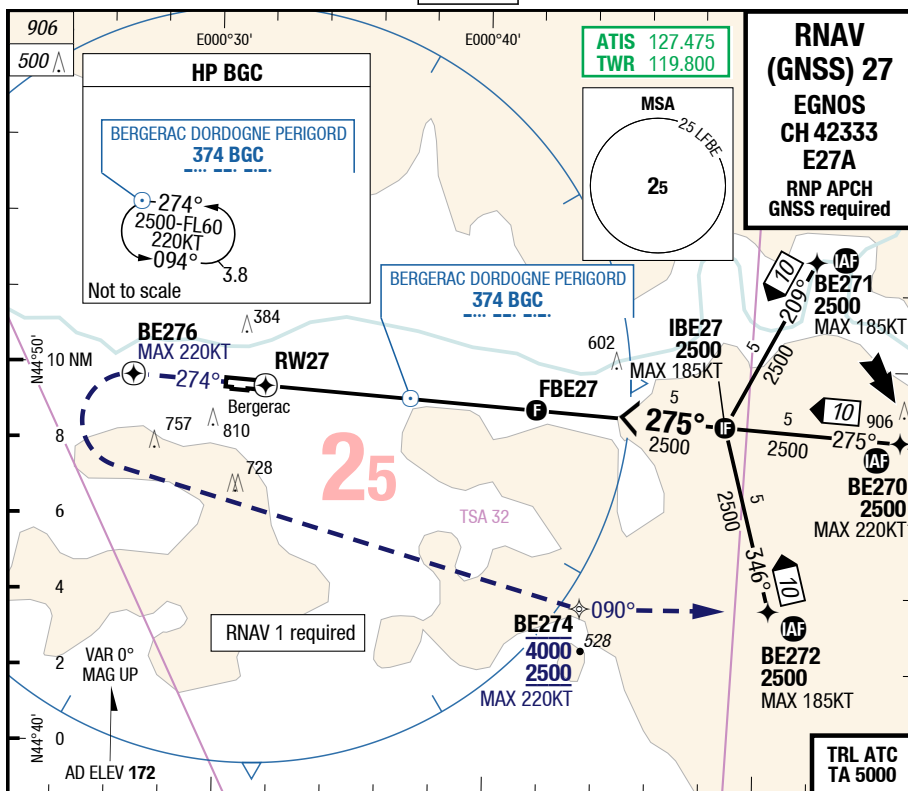 906
500
E000°30'
E000°40'
ATIS 127.475
TWR 119.800
RNAV
(GNSS) 27
EGNOS
CH 42333
E27A
RNP APCH
GNSS required
HP BGC
BERGERAC DORDOGNE PERIGORD
374 BGC
274°
2500-FL60
220KT
094°
3.8
Not to scale
MSA
25 LFBE
25
BERGERAC DORDOGNE PERIGORD
374 BGC
10
IAF
BE271
2500
MAX 185KT
209°
5
2500
384
BE276
MAX 220KT
602
IBE27
2500
MAX 185KT
N44°50'
10 NM
274°
RW27
Bergerac
FBE27
F
5
275°
2500
IF
5
2500
10
906
275°
IAF
BE270
2500
MAX 220KT
8
757
810
728
25
TSA 32
6
5
2500
346°
10
4
BE274
4000
2500
MAX 220KT
090°
528
IAF
BE272
2500
MAX 185KT
RNAV 1 required
2
VAR 0°
MAG UP
N44°40'
0
AD ELEV 172
TRL ATC
TA 5000